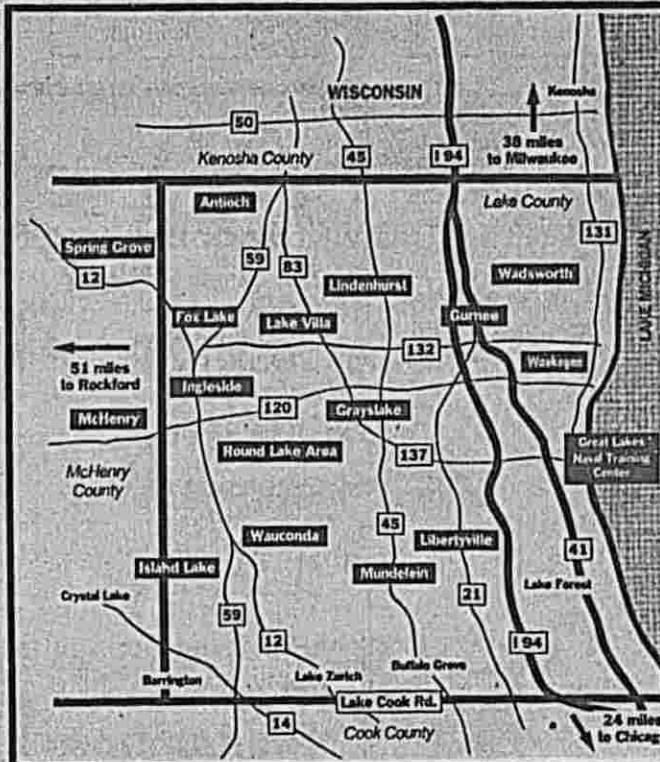 Kenosha
WISCONSIN
50
38 miles
to Milwaukee
Kenosha County
45
I 94
Antioch
Lake County
131
Spring Grove
59
83
12
Lindenhurst
Wadsworth
LAKE MICHIGAN
Fox Lake
Lake Villa
Gurnee
132
51 miles
to Rockford
Waukegan
Ingleside
120
Grayslake
McHenry
Great Lakes
Naval Training
Center
Round Lake Area
137
McHenry
County
45
Wauconda
Libertyville
41
Island Lake
Mundelein
Lake Forest
Crystal Lake
59
21
12
I 94
Lake Zurich
Buffalo Grove
Barrington
Lake Cook Rd.
14
Cook County
24 miles
to Chicag